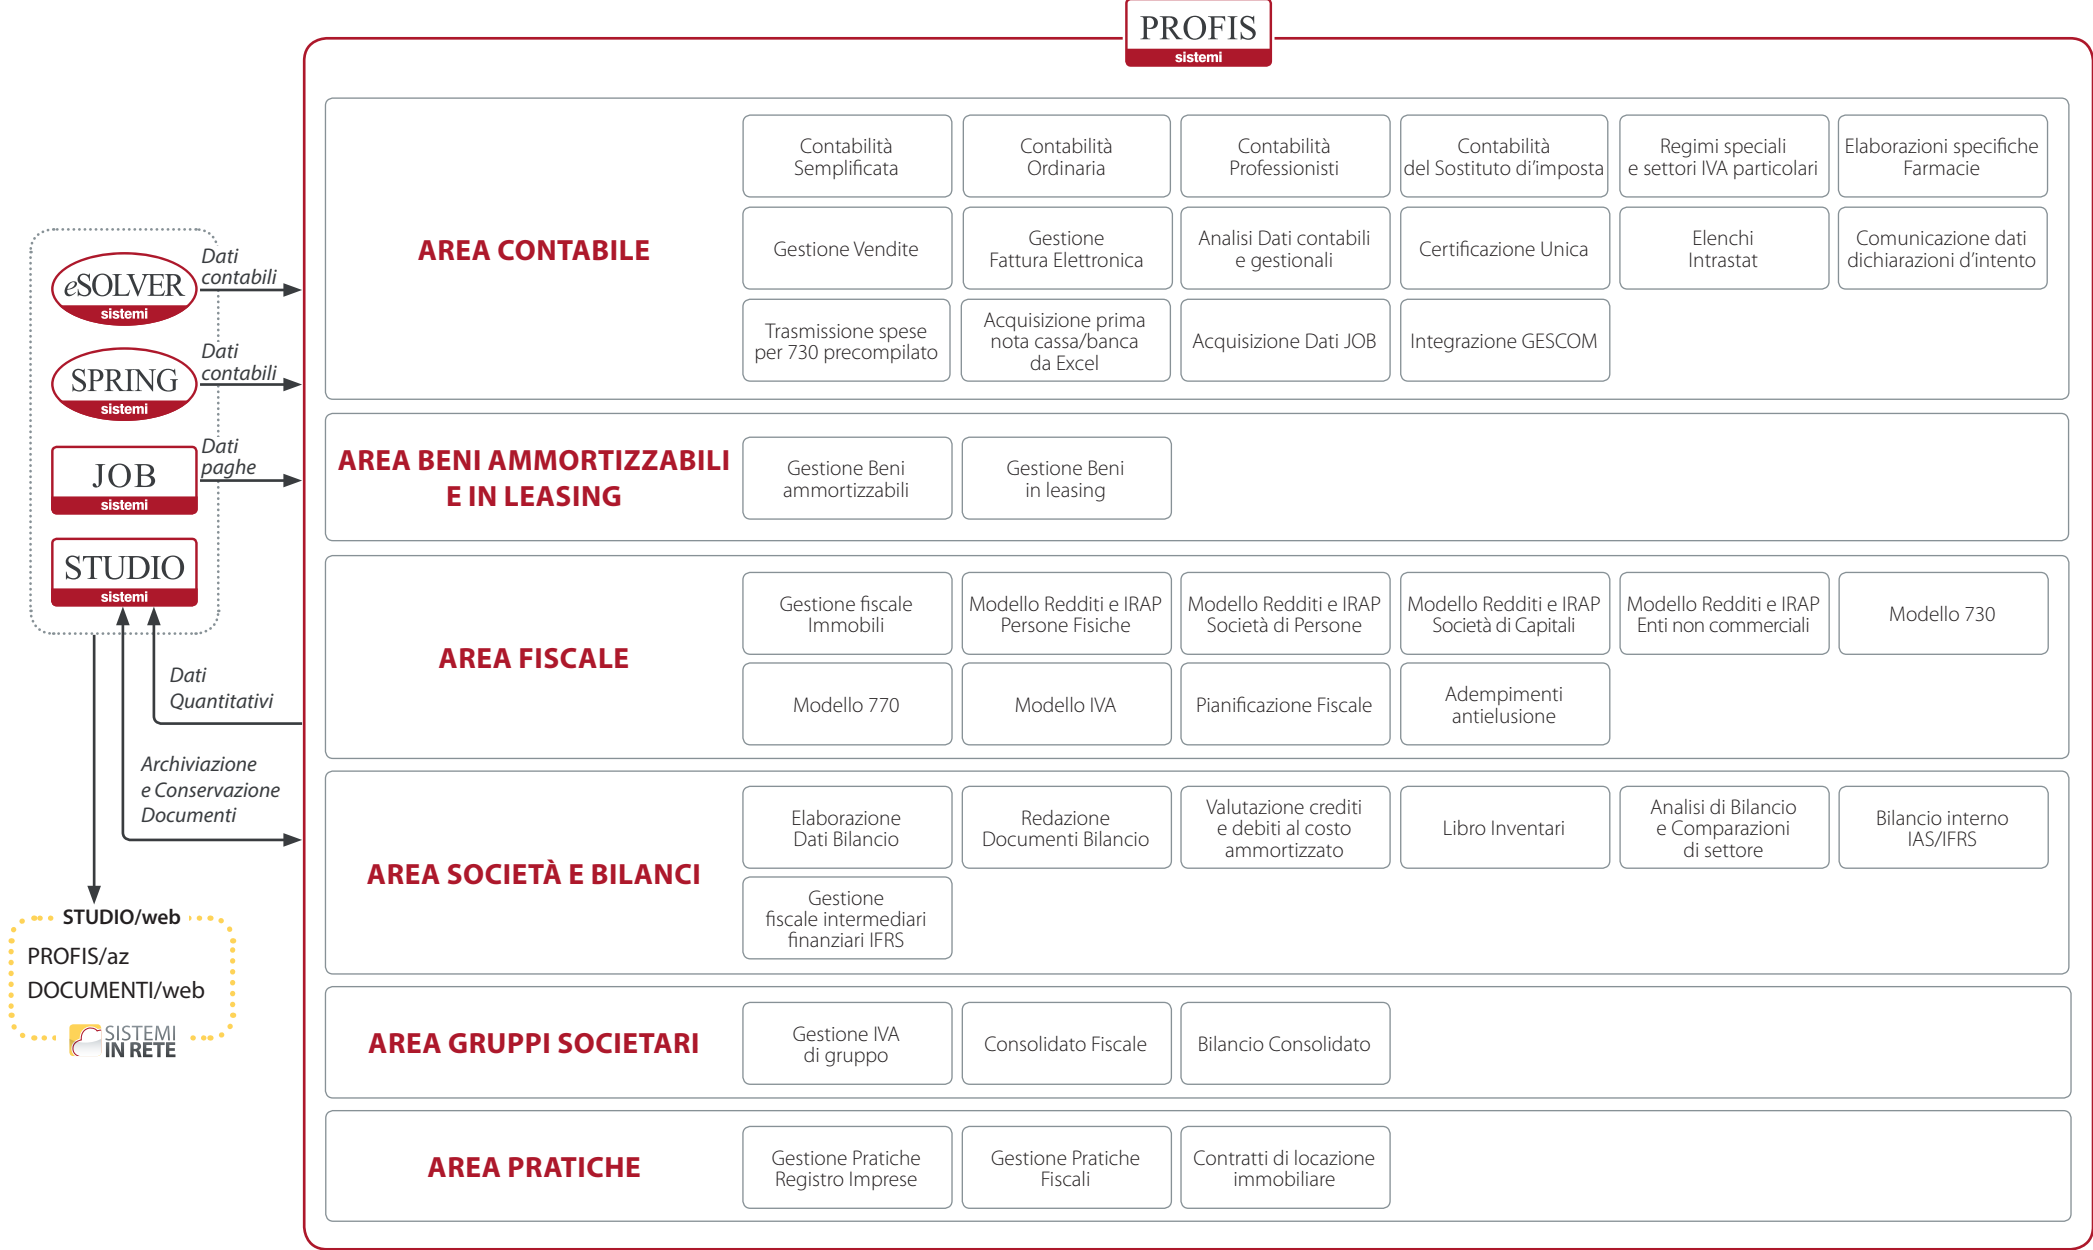 PROFIS
sistemi
AREA CONTABILE
Contabilità
Semplificata
Contabilità
Ordinaria
Contabilità
Professionisti
Contabilità
del Sostituto di’imposta
Regimi speciali
e settori IVA particolari
Elaborazioni specifiche
Farmacie
Gestione Vendite
Gestione
Fattura Elettronica
Analisi Dati contabili
e gestionali
Certificazione Unica
Elenchi
Intrastat
Comunicazione dati
dichiarazioni d’intento
Trasmissione spese
per 730 precompilato
Acquisizione prima
nota cassa/banca
da Excel
Acquisizione Dati JOB
Integrazione GESCOM
eSOLVER
sistemi
Dati
contabili
SPRING
sistemi
Dati
contabili
JOB
sistemi
Dati
paghe
STUDIO
sistemi
Dati
Quantitativi
Archiviazione
e Conservazione
Documenti
STUDIO/web
PROFIS/az
DOCUMENTI/web
SISTEMI
IN RETE
AREA BENI AMMORTIZZABILI
E IN LEASING
Gestione Beni
ammortizzabili
Gestione Beni
in leasing
AREA FISCALE
Gestione fiscale
Immobili
Modello Redditi e IRAP
Persone Fisiche
Modello Redditi e IRAP
Società di Persone
Modello Redditi e IRAP
Società di Capitali
Modello Redditi e IRAP
Enti non commerciali
Modello 730
Modello 770
Modello IVA
Pianificazione Fiscale
Adempimenti
antielusione
AREA SOCIETÀ E BILANCI
Elaborazione
Dati Bilancio
Redazione
Documenti Bilancio
Valutazione crediti
e debiti al costo
ammortizzato
Libro Inventari
Analisi di Bilancio
e Comparazioni
di settore
Bilancio interno
IAS/IFRS
Gestione
fiscale intermediari
finanziari IFRS
AREA GRUPPI SOCIETARI
Gestione IVA
di gruppo
Consolidato Fiscale
Bilancio Consolidato
AREA PRATICHE
Gestione Pratiche
Registro Imprese
Gestione Pratiche
Fiscali
Contratti di locazione
immobiliare